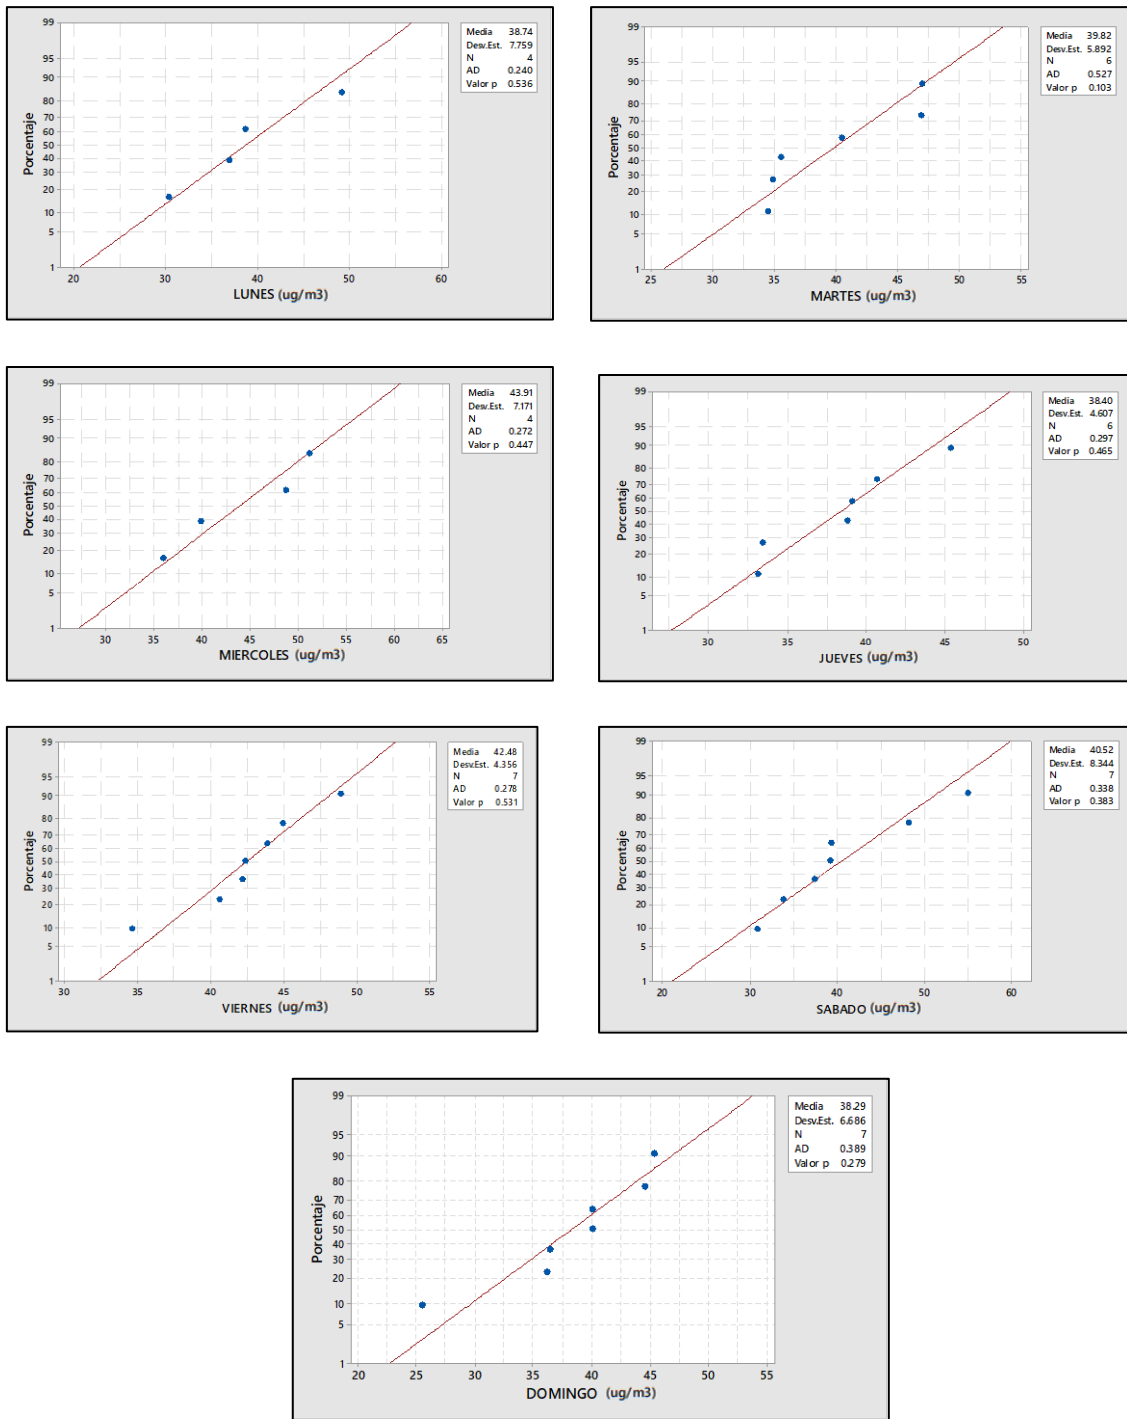 Porcentaje
99
95
90
80
70
60
50
40
30
20
10
5
1
20 30 40 50 60
LUNES (ug/m3)
Media 38.74
Desv.Est. 7.759
N 4
AD 0.240
Valor p 0.536
Porcentaje
99
95
90
80
70
60
50
40
30
20
10
5
1
25 30 35 40 45 50 55
MARTES (ug/m3)
Media 39.82
Desv.Est. 5.892
N 6
AD 0.527
Valor p 0.103
Porcentaje
99
95
90
80
70
60
50
40
30
20
10
5
1
30 35 40 45 50 55 60 65
MIERCOLES (ug/m3)
Media 43.91
Desv.Est. 7.171
N 4
AD 0.272
Valor p 0.447
Porcentaje
99
95
90
80
70
60
50
40
30
20
10
5
1
30 35 40 45 50
JUEVES (ug/m3)
Media 38.40
Desv.Est. 4.607
N 6
AD 0.297
Valor p 0.465
Porcentaje
99
95
90
80
70
60
50
40
30
20
10
5
1
30 35 40 45 50 55
VIERNES (ug/m3)
Media 42.48
Desv.Est. 4.356
N 7
AD 0.278
Valor p 0.531
Porcentaje
99
95
90
80
70
60
50
40
30
20
10
5
1
20 30 40 50 60
SABADO (ug/m3)
Media 40.52
Desv.Est. 8.344
N 7
AD 0.338
Valor p 0.383
Porcentaje
99
95
90
80
70
60
50
40
30
20
10
5
1
20 25 30 35 40 45 50 55
DOMINGO (ug/m3)
Media 38.29
Desv.Est. 6.686
N 7
AD 0.389
Valor p 0.279